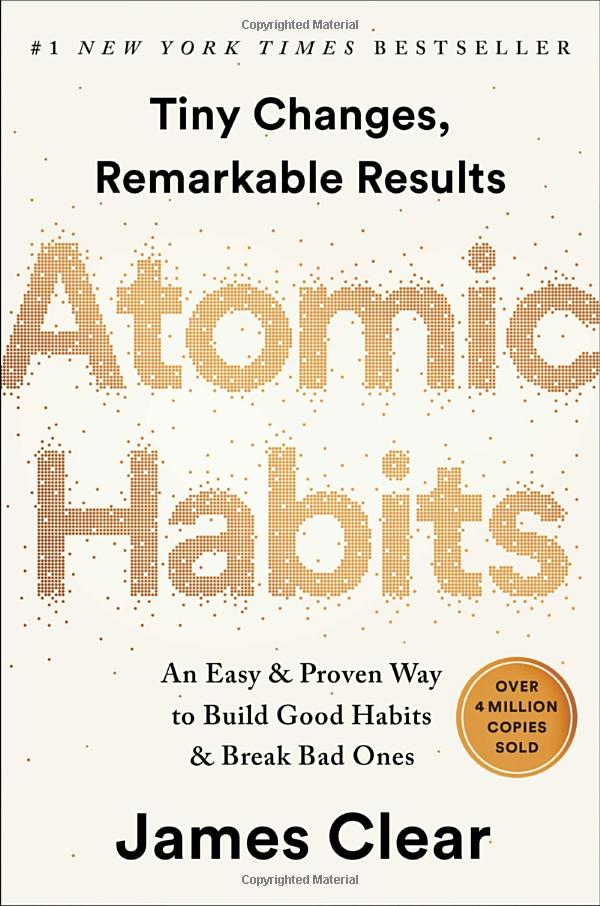 Copyrighted Material
#1 NEW YORK TIMES BESTSELLER
Tiny Changes,
Remarkable Results
Atomic
Habits
An Easy & Proven Way
to Build Good Habits
& Break Bad Ones
OVER
4 MILLION
COPIES
SOLD
James Clear
Copyrighted Material